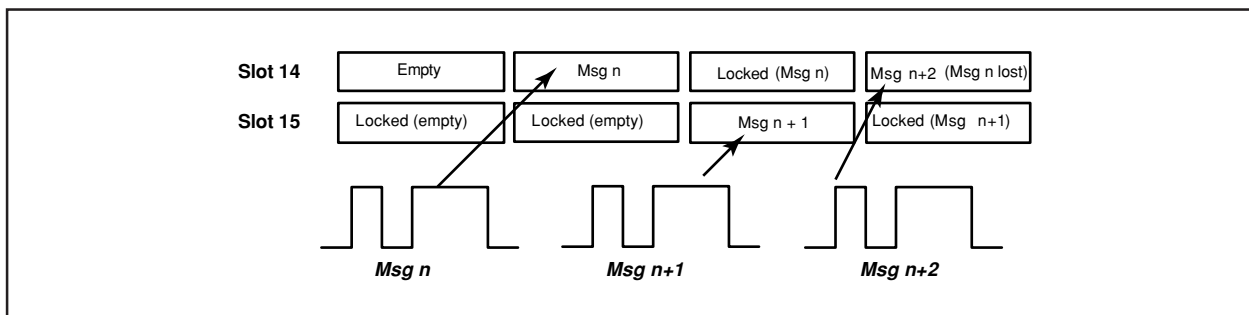 Slot 14 Empty Msg n Locked (Msg n) Msg n+2 (Msg n lost)
Slot 15 Locked (empty) Locked (empty) Msg n + 1 Locked (Msg n+1)
Msg n Msg n+1 Msg n+2